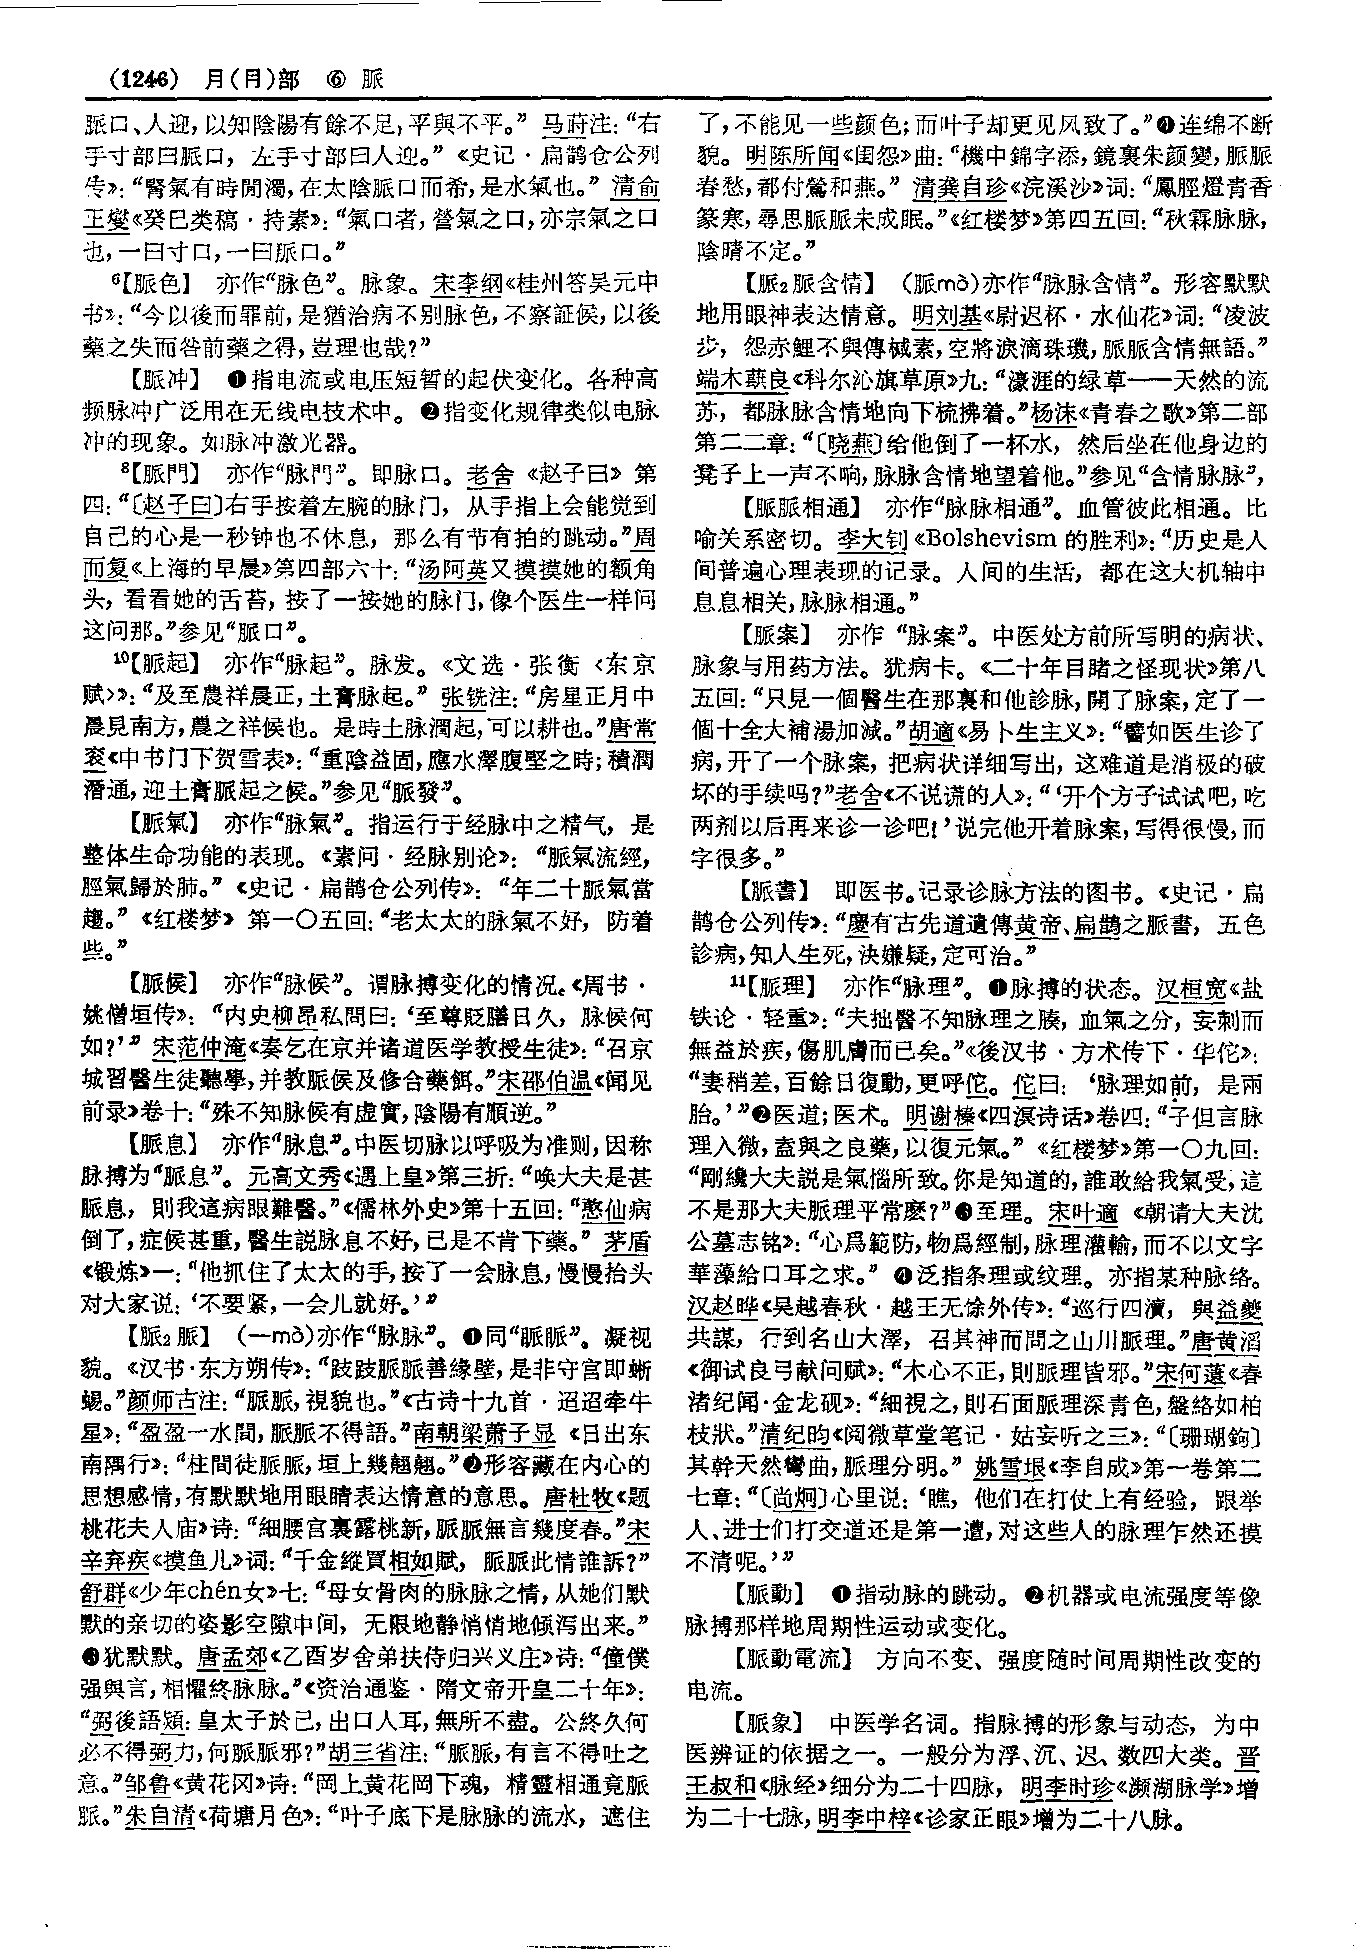 (1246) 月(⺼)部 ⑥ 脈
脈口、人迎,以知陰陽有餘不足,平與不平。”马莳注:“右
手寸部曰脈口,左手寸部曰人迎。”《史记·扁鹊仓公列
传》:“腎氣有時間濁,在太陰脈口而希,是水氣也。”清俞
正燮《癸巳类稿·持素》:“氣口者,營氣之口,亦宗氣之口
也,一曰寸口,一曰脈口。”
⁶【脈色】 亦作“脉色”。脉象。宋李纲《桂州答吴元中
书》:“今以後而罪前,是猶治病不别脉色,不察証候,以後
藥之失而咎前藥之得,豈理也哉?”
【脈冲】 ❶指电流或电压短暂的起伏变化。各种高
频脉冲广泛用在无线电技术中。❷指变化规律类似电脉
冲的现象。如脉冲激光器。
⁸【脈門】 亦作“脉門”。即脉口。老舍《赵子曰》第
四:“〔赵子曰〕右手按着左腕的脉门,从手指上会能觉到
自己的心是一秒钟也不休息,那么有节有拍的跳动。”周
而复《上海的早晨》第四部六十:“汤阿英又摸摸她的额角
头,看看她的舌苔,按了一按她的脉门,像个医生一样问
这问那。”参见“脈口”。
¹⁰【脈起】 亦作“脉起”。脉发。《文选·张衡〈东京
赋〉》:“及至農祥晨正,土膏脉起。”张铣注:“房星正月中
晨見南方,農之祥候也。是時土脉潤起,可以耕也。”唐常
衮《中书门下贺雪表》:“重陰益固,應水澤腹堅之時;積潤
潛通,迎土膏脈起之候。”参见“脈發”。
【脈氣】 亦作“脉氣”。指运行于经脉中之精气,是
整体生命功能的表现。《素问·经脉别论》:“脈氣流經,
脛氣歸於肺。”《史记·扁鹊仓公列传》:“年二十脈氣當
趨。”《红楼梦》第一〇五回:“老太太的脉氣不好,防着
些。”
【脈候】 亦作“脉候”。谓脉搏变化的情况。《周书·
姚僧垣传》:“内史柳昂私問曰:‘至尊貶膳日久,脉候何
如?’”宋范仲淹《奏乞在京并诸道医学教授生徒》:“召京
城習醫生徒聽學,并教脈候及修合藥餌。”宋邵伯温《闻见
前录》卷十:“殊不知脉候有虚實,陰陽有順逆。”
【脈息】 亦作“脉息”。中医切脉以呼吸为准则,因称
脉搏为“脈息”。元高文秀《遇上皇》第三折:“唤大夫是甚
脈息,則我這病眼難醫。”《儒林外史》第十五回:“憨仙病
倒了,症候甚重,醫生説脉息不好,已是不肯下藥。”茅盾
《锻炼》一:“他抓住了太太的手,按了一会脉息,慢慢抬头
对大家说:‘不要紧,一会儿就好。’”
【脈₂脈】 (—mò)亦作“脉脉”。❶同“眽眽”。凝视
貌。《汉书·东方朔传》:“跂跂脈脈善缘壁,是非守宫即蜥
蜴。”颜师古注:“脈脈,視貌也。”《古诗十九首·迢迢牵牛
星》:“盈盈一水間,脈脈不得語。”南朝梁萧子显《日出东
南隅行》:“柱間徒脈脈,垣上幾翹翹。”❷形容藏在内心的
思想感情,有默默地用眼睛表达情意的意思。唐杜牧《题
桃花夫人庙》诗:“細腰宫裏露桃新,脈脈無言幾度春。”宋
辛弃疾《摸鱼儿》词:“千金縱買相如賦,脈脈此情誰訴?”
舒群《少年chén女》七:“母女骨肉的脉脉之情,从她们默
默的亲切的姿影空隙中间,无限地静悄悄地倾泻出来。”
❸犹默默。唐孟郊《乙酉岁舍弟扶侍归兴义庄》诗:“僮僕
强與言,相懼終脉脉。”《资治通鉴·隋文帝开皇二十年》:
“弼後語熲:皇太子於己,出口入耳,無所不盡。公終久何
必不得弼力,何脈脈邪?”胡三省注:“脈脈,有言不得吐之
意。”邹鲁《黄花冈》诗:“岡上黄花岡下魂,精靈相通竟脈
脈。”朱自清《荷塘月色》:“叶子底下是脉脉的流水,遮住
了,不能见一些颜色;而叶子却更见风致了。”❹连绵不断
貌。明陈所闻《闺怨》曲:“機中錦字添,鏡裏朱颜變,脈脈
春愁,都付鶯和燕。”清龚自珍《浣溪沙》词:“鳳脛燈青香
篆寒,尋思脈脈未成眠。”《红楼梦》第四五回:“秋霖脉脉,
陰晴不定。”
【脈₂脈含情】 (脈mò)亦作“脉脉含情”。形容默默
地用眼神表达情意。明刘基《尉迟杯·水仙花》词:“凌波
步,怨赤鯉不與傳椷素,空將淚滴珠璣,脈脈含情無語。”
端木蕻良《科尔沁旗草原》九:“濠涯的绿草——天然的流
苏,都脉脉含情地向下梳拂着。”杨沫《青春之歌》第二部
第二二章:“〔晓燕〕给他倒了一杯水,然后坐在他身边的
凳子上一声不响,脉脉含情地望着他。”参见“含情脉脉”,
【脈脈相通】 亦作“脉脉相通”。血管彼此相通。比
喻关系密切。李大钊《Bolshevism的胜利》:“历史是人
间普遍心理表现的记录。人间的生活,都在这大机轴中
息息相关,脉脉相通。”
【脈案】 亦作“脉案”。中医处方前所写明的病状、
脉象与用药方法。犹病卡。《二十年目睹之怪现状》第八
五回:“只見一個醫生在那裏和他診脉,開了脉案,定了一
個十全大補湯加減。”胡適《易卜生主义》:“譬如医生诊了
病,开了一个脉案,把病状详细写出,这难道是消极的破
坏的手续吗?”老舍《不说谎的人》:“‘开个方子试试吧,吃
两剂以后再来诊一诊吧!’说完他开着脉案,写得很慢,而
字很多。”
【脈書】 即医书。记录诊脉方法的图书。《史记·扁
鹊仓公列传》:“慶有古先道遺傳黄帝、扁鵲之脈書,五色
診病,知人生死,決嫌疑,定可治。”
¹¹【脈理】 亦作“脉理”。❶脉搏的状态。汉桓宽《盐
铁论·轻重》:“夫拙醫不知脉理之腠,血氣之分,妄刺而
無益於疾,傷肌膚而已矣。”《後汉书·方术传下·华佗》:
“妻稍差,百餘日復動,更呼佗。佗曰:‘脉理如前,是兩
胎。’”❷医道;医术。明谢榛《四溟诗话》卷四:“子但言脉
理入微,盍與之良藥,以復元氣。”《红楼梦》第一〇九回:
“剛纔大夫説是氣惱所致。你是知道的,誰敢給我氣受,這
不是那大夫脈理平常麽?”❸至理。宋叶適《朝请大夫沈
公墓志铭》:“心爲範防,物爲經制,脉理灌輸,而不以文字
華藻給口耳之求。”❹泛指条理或纹理。亦指某种脉络。
汉赵晔《吴越春秋·越王无馀外传》:“巡行四瀆,與益夔
共謀,行到名山大澤,召其神而問之山川脈理。”唐黄滔
《御试良弓献问赋》:“木心不正,則脈理皆邪。”宋何薳《春
渚纪闻·金龙砚》:“細視之,則石面脈理深青色,盤絡如柏
枝狀。”清纪昀《阅微草堂笔记·姑妄听之三》:“〔珊瑚鉤〕
其幹天然彎曲,脈理分明。”姚雪垠《李自成》第一卷第二
七章:“〔尚炯〕心里说:‘瞧,他们在打仗上有经验,跟举
人、进士们打交道还是第一遭,对这些人的脉理乍然还摸
不清呢。’”
【脈動】 ❶指动脉的跳动。❷机器或电流强度等像
脉搏那样地周期性运动或变化。
【脈動電流】 方向不变、强度随时间周期性改变的
电流。
【脈象】 中医学名词。指脉搏的形象与动态,为中
医辨证的依据之一。一般分为浮、沉、迟、数四大类。晋
王叔和《脉经》细分为二十四脉,明李时珍《濒湖脉学》增
为二十七脉,明李中梓《诊家正眼》增为二十八脉。